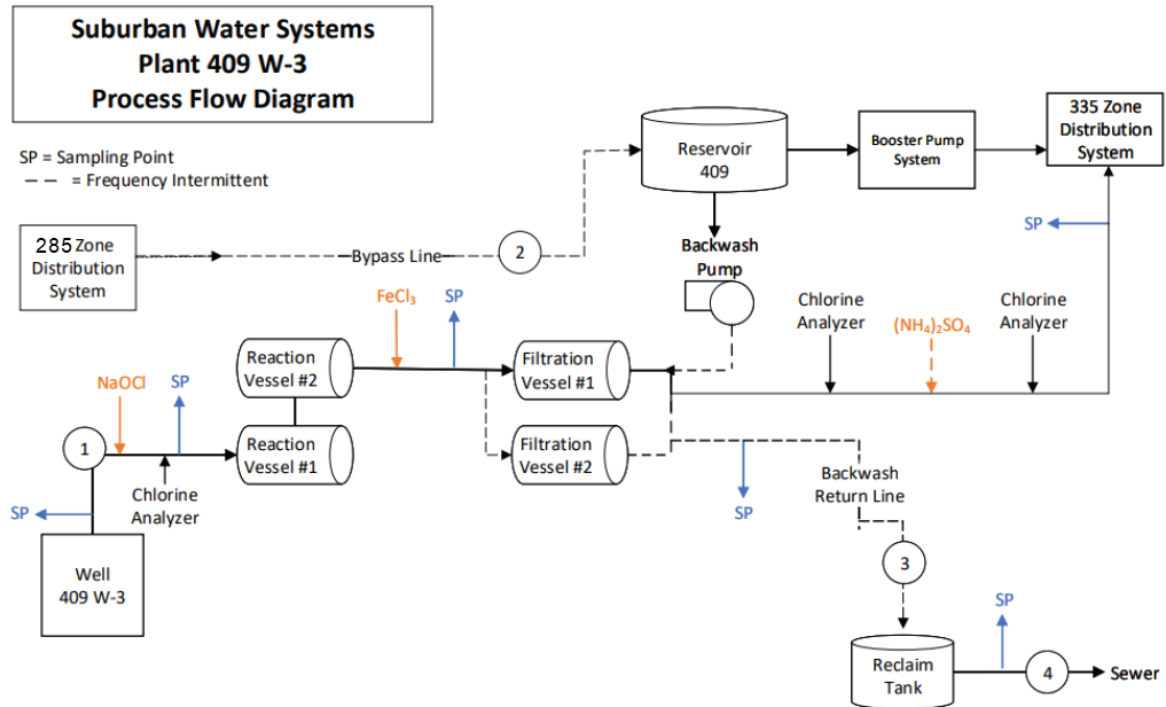 Suburban Water Systems
Plant 409 W-3
Process Flow Diagram
SP = Sampling Point
= Frequency Intermittent
335 Zone
Distribution
System
Booster Pump
System
Reservoir
409
SP
285 Zone
Distribution
System
Bypass Line
2
Backwash
Pump
FeCl₃
SP
Chlorine
Analyzer
(NH₄)₂SO₄
Chlorine
Analyzer
Reaction
Vessel #2
Filtration
Vessel #1
NaOCl
SP
1
Reaction
Vessel #1
Filtration
Vessel #2
Chlorine
Analyzer
Backwash
Return Line
SP
SP
Well
409 W-3
3
SP
Reclaim
Tank
4
Sewer